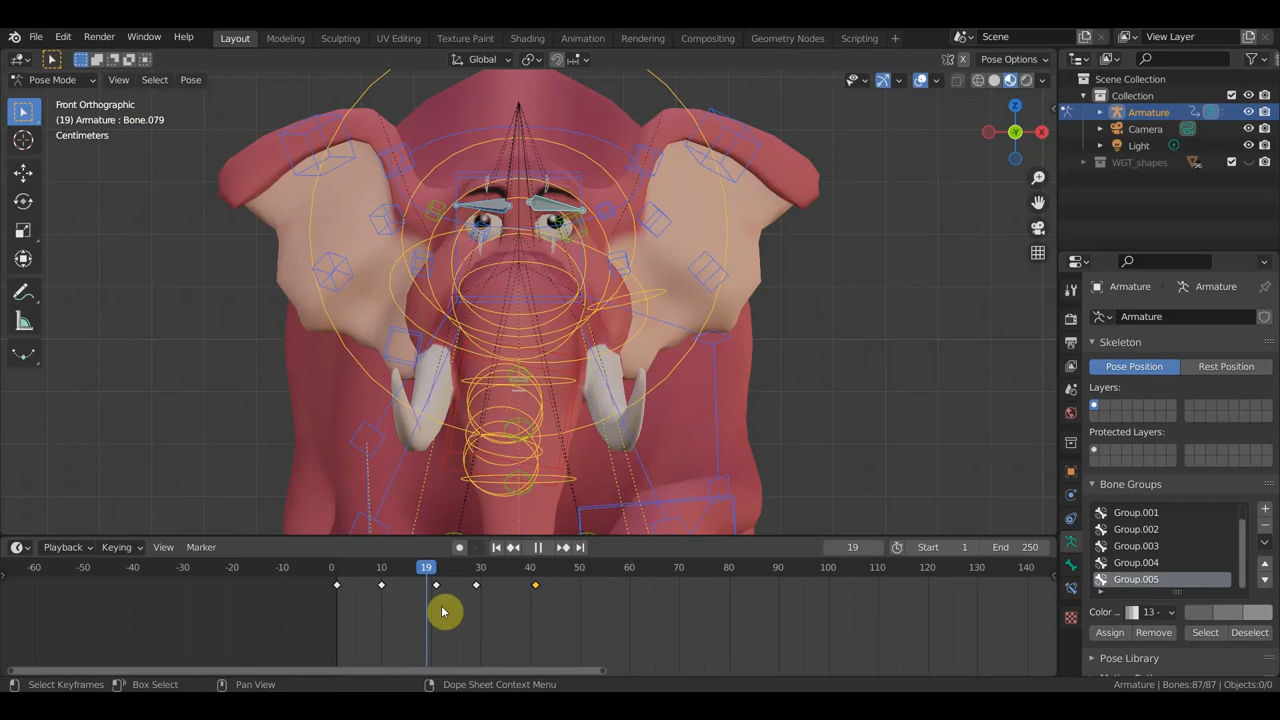 File Edit Render Window Help Layout Modeling Sculpting UV Editing Texture Paint Shading Animation Rendering Compositing Geometry Nodes Scripting + Scene View Layer
Global X Pose Options
Pose Mode View Select Pose
Front Orthographic
(19) Armature : Bone.079
Centimeters
Z
Y
X
Scene Collection
Collection
Armature
Camera
Light
WGT_shapes 96
Armature Armature
Armature
Skeleton
Pose Position Rest Position
Layers:
Protected Layers:
Bone Groups
Group.001
Group.002
Group.003
Group.004
Group.005
Color ... 13 -
Assign Remove Select Deselect
Pose Library
Playback Keying View Marker 19 Start 1 End 250
-60 -50 -40 -30 -20 -10 0 10 19 30 40 50 60 70 80 90 100 110 120 130 140
Select Keyframes Box Select Pan View Dope Sheet Context Menu Armature | Bones:87/87 | Objects:0/0